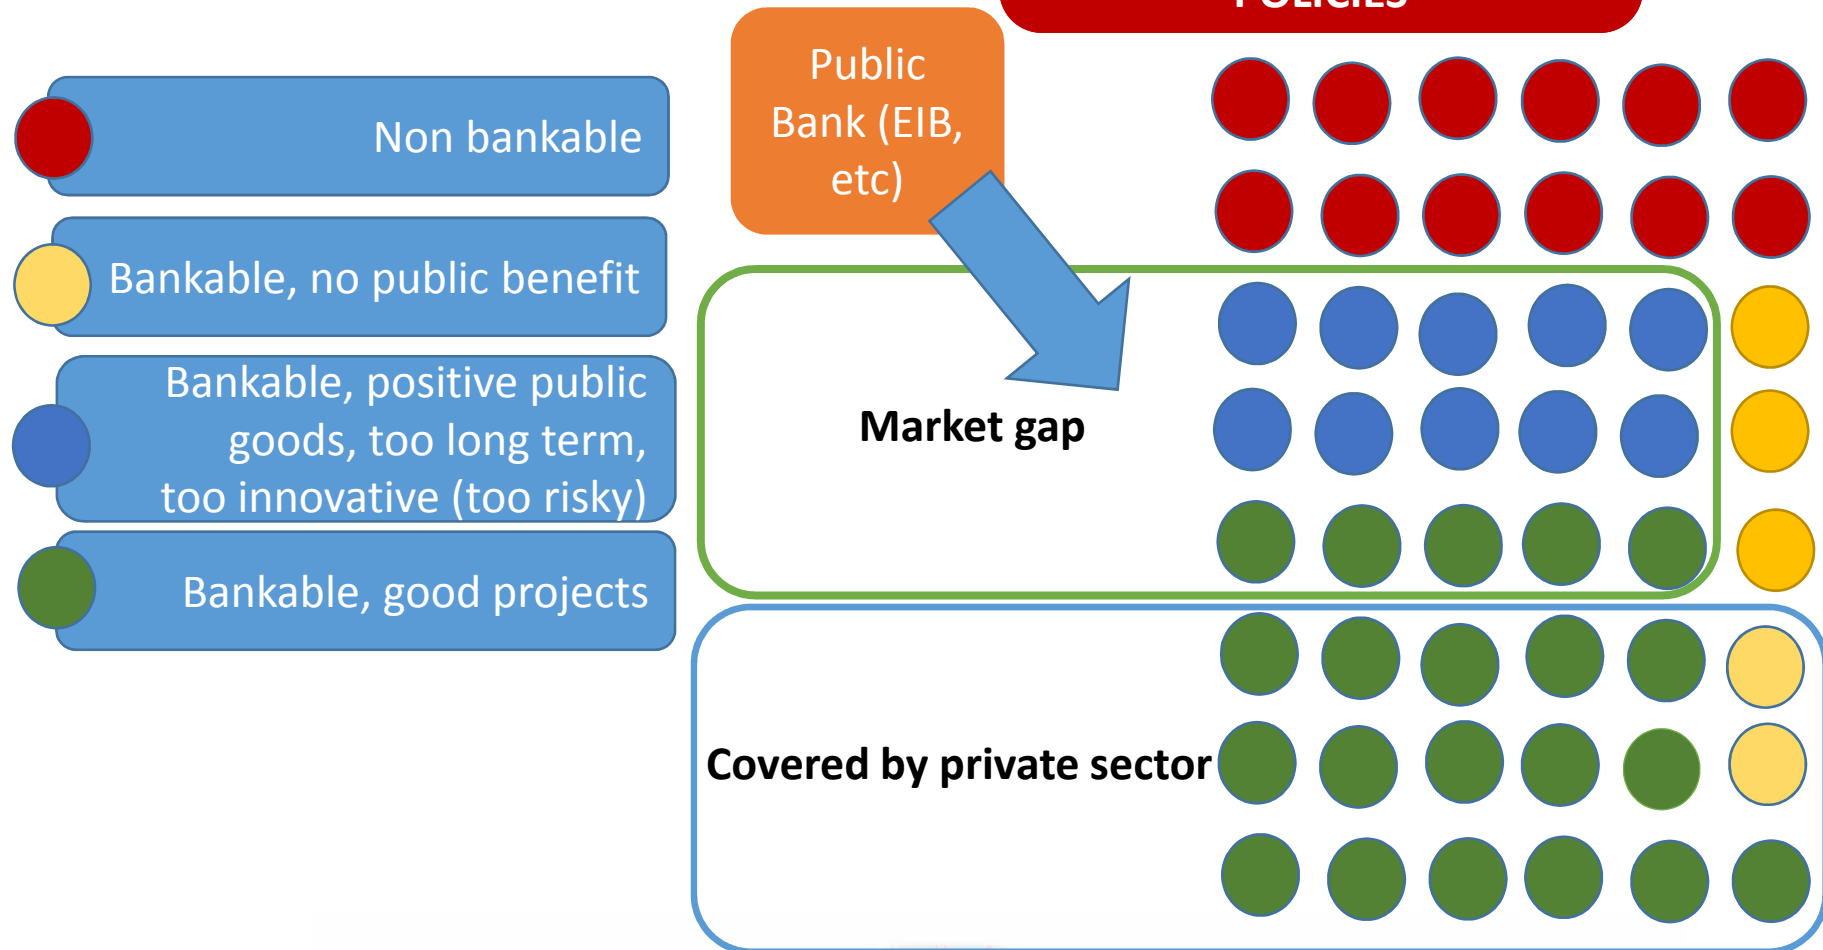 POLICIES
Public
Bank (EIB,
etc)
Non bankable
Bankable, no public benefit
Bankable, positive public
goods, too long term,
too innovative (too risky)
Bankable, good projects
Market gap
Covered by private sector